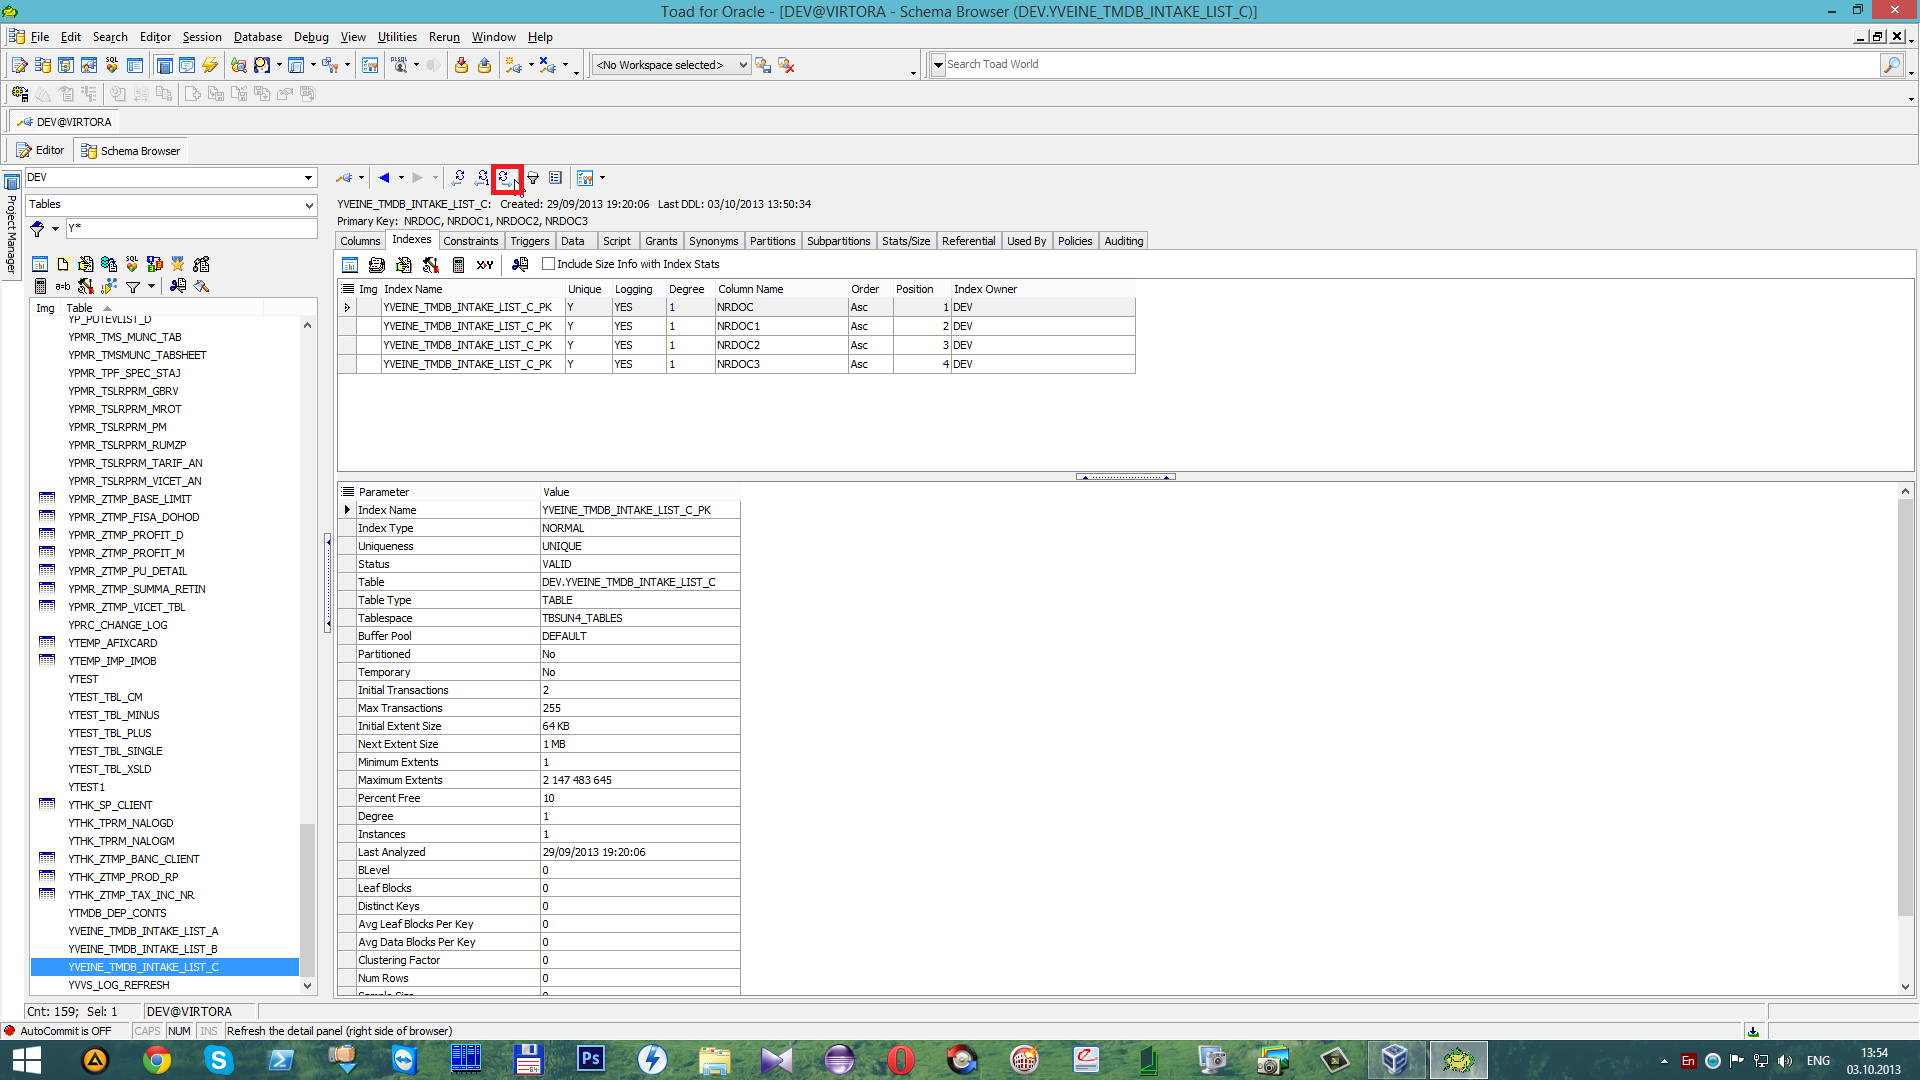 Toad for Oracle - [DEV@VIRTORA - Schema Browser (DEV.YVEINE_TMDB_INTAKE_LIST_C)]
File Edit Search Editor Session Database Debug View Utilities Rerun Window Help
<No Workspace selected> Search Toad World
DEV@VIRTORA
Editor Schema Browser
Project Manager
DEV
Tables
Y*
Img Table
YP_PUTEVLIST_D
YPMR_TMS_MUNC_TAB
YPMR_TMSMUNC_TABSHEET
YPMR_TPF_SPEC_STAJ
YPMR_TSLRPRM_GBRV
YPMR_TSLRPRM_MROT
YPMR_TSLRPRM_PM
YPMR_TSLRPRM_RUMZP
YPMR_TSLRPRM_TARIF_AN
YPMR_TSLRPRM_VICET_AN
YPMR_ZTMP_BASE_LIMIT
YPMR_ZTMP_FISA_DOHOD
YPMR_ZTMP_PROFIT_D
YPMR_ZTMP_PROFIT_M
YPMR_ZTMP_PU_DETAIL
YPMR_ZTMP_SUMMA_RETIN
YPMR_ZTMP_VICET_TBL
YPRC_CHANGE_LOG
YTEMP_AFIXCARD
YTEMP_IMP_IMOB
YTEST
YTEST_TBL_CM
YTEST_TBL_MINUS
YTEST_TBL_PLUS
YTEST_TBL_SINGLE
YTEST_TBL_XSLD
YTEST1
YTHK_SP_CLIENT
YTHK_TPRM_NALOGD
YTHK_TPRM_NALOGM
YTHK_ZTMP_BANC_CLIENT
YTHK_ZTMP_PROD_RP
YTHK_ZTMP_TAX_INC_NR
YTMDB_DEP_CONTS
YVEINE_TMDB_INTAKE_LIST_A
YVEINE_TMDB_INTAKE_LIST_B
YVEINE_TMDB_INTAKE_LIST_C
YVVS_LOG_REFRESH
YVEINE_TMDB_INTAKE_LIST_C: Created: 29/09/2013 19:20:06 Last DDL: 03/10/2013 13:50:34
Primary Key: NRDOC, NRDOC1, NRDOC2, NRDOC3
Columns Indexes Constraints Triggers Data Script Grants Synonyms Partitions Subpartitions Stats/Size Referential Used By Policies Auditing
Include Size Info with Index Stats
Img Index Name Unique Logging Degree Column Name Order Position Index Owner
YVEINE_TMDB_INTAKE_LIST_C_PK Y YES 1 NRDOC Asc 1 DEV
YVEINE_TMDB_INTAKE_LIST_C_PK Y YES 1 NRDOC1 Asc 2 DEV
YVEINE_TMDB_INTAKE_LIST_C_PK Y YES 1 NRDOC2 Asc 3 DEV
YVEINE_TMDB_INTAKE_LIST_C_PK Y YES 1 NRDOC3 Asc 4 DEV
Parameter Value
Index Name YVEINE_TMDB_INTAKE_LIST_C_PK
Index Type NORMAL
Uniqueness UNIQUE
Status VALID
Table DEV.YVEINE_TMDB_INTAKE_LIST_C
Table Type TABLE
Tablespace TBSUN4_TABLES
Buffer Pool DEFAULT
Partitioned No
Temporary No
Initial Transactions 2
Max Transactions 255
Initial Extent Size 64 KB
Next Extent Size 1 MB
Minimum Extents 1
Maximum Extents 2 147 483 645
Percent Free 10
Degree 1
Instances 1
Last Analyzed 29/09/2013 19:20:06
BLevel 0
Leaf Blocks 0
Distinct Keys 0
Avg Leaf Blocks Per Key 0
Avg Data Blocks Per Key 0
Clustering Factor 0
Num Rows 0
Sample Size 0
Cnt: 159; Sel: 1 DEV@VIRTORA
AutoCommit is OFF CAPS NUM INS Refresh the detail panel (right side of browser)
Ps
En ENG 13:54
03.10.2013